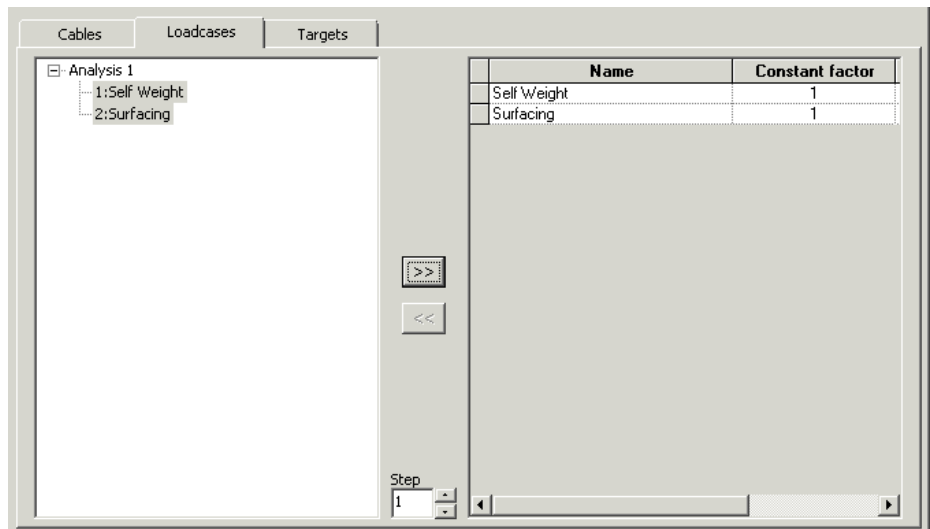 Cables Loadcases Targets
Analysis 1
1:Self Weight
2:Surfacing
>>
<<
Step
1
Name Constant factor
Self Weight 1
Surfacing 1